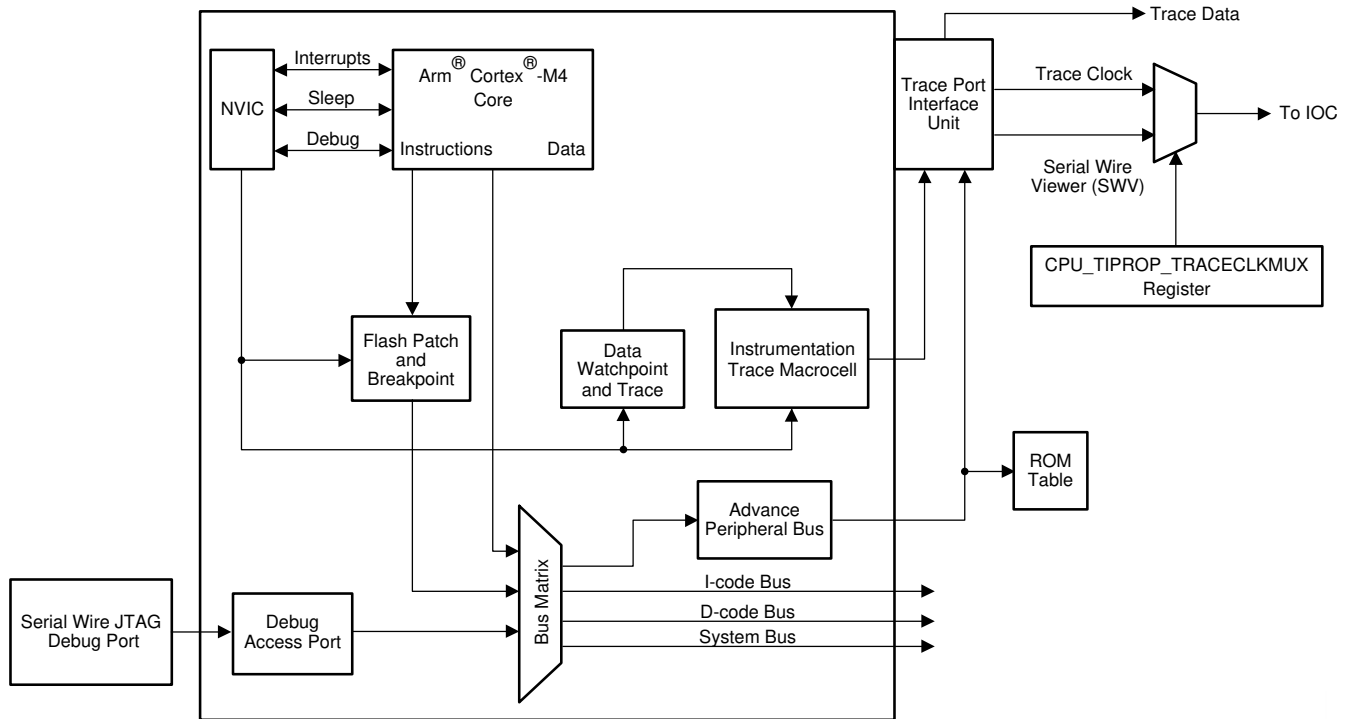 Trace Data
Interrupts
Arm® Cortex®-M4
Core
NVIC
Sleep
Debug
Instructions
Data
Trace Port
Interface
Unit
Trace Clock
To IOC
Serial Wire
Viewer (SWV)
CPU_TIPROP_TRACECLKMUX
Register
Flash Patch
and
Breakpoint
Data
Watchpoint
and Trace
Instrumentation
Trace Macrocell
ROM
Table
Advance
Peripheral Bus
Bus Matrix
I-code Bus
D-code Bus
System Bus
Serial Wire JTAG
Debug Port
Debug
Access Port